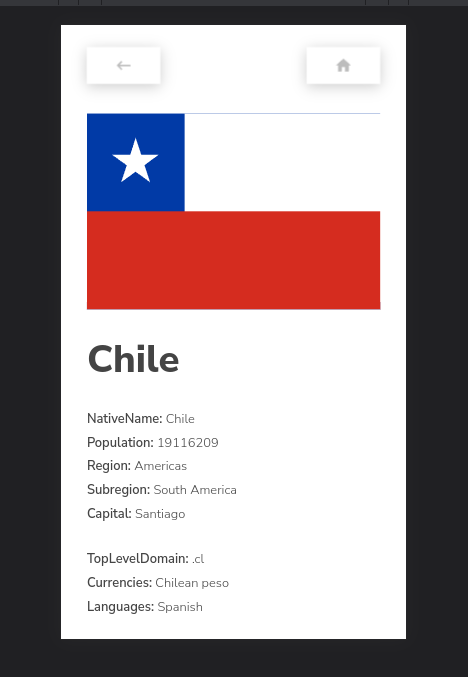 Chile
NativeName: Chile
Population: 19116209
Region: Americas
Subregion: South America
Capital: Santiago
TopLevelDomain: .cl
Currencies: Chilean peso
Languages: Spanish